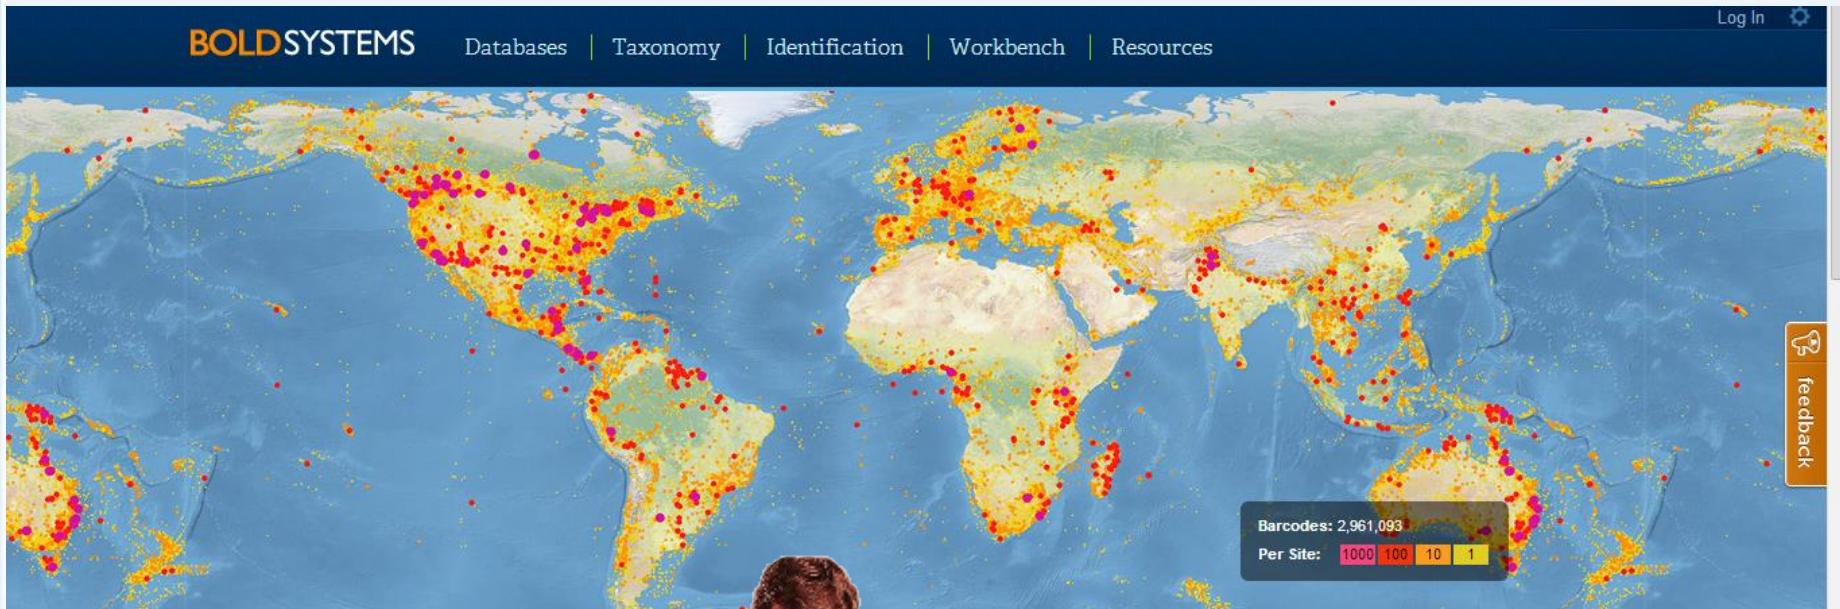 Log In
BOLDSYSTEMS Databases Taxonomy Identification Workbench Resources
feedback
Barcodes: 2,961,093
Per Site: 1000 100 10 1